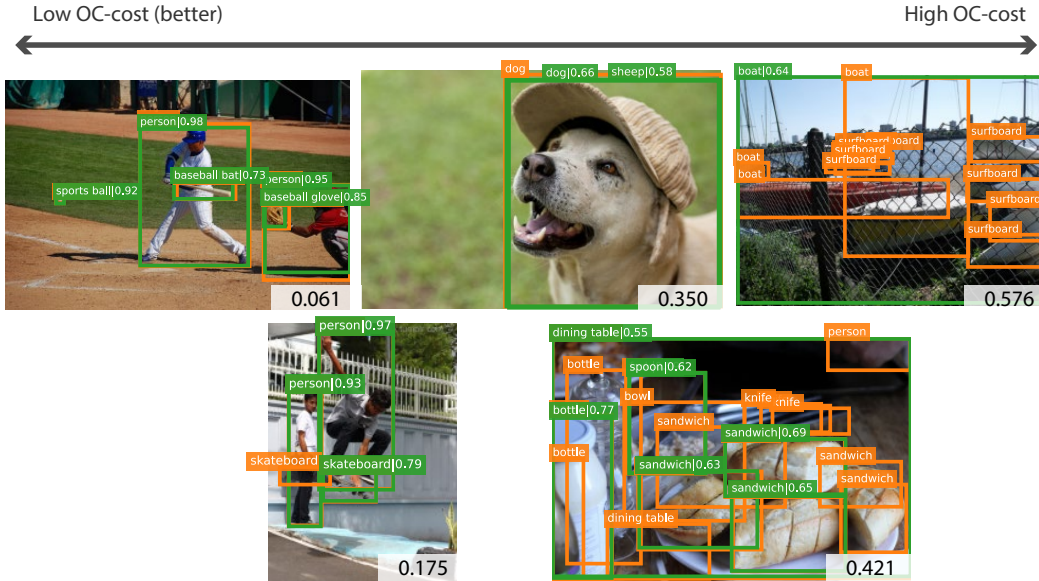 Low OC-cost (better)
High OC-cost
person|0.98
baseball bat|0.73
person|0.95
sports ball|0.92
baseball glove|0.85
0.061
dog
dog|0.66
sheep|0.58
0.350
boat|0.64
boat
surfboard
surfboard
surfboard
surfboard
boat
boat
surfboard
surfboard
surfboard
0.576
person|0.97
person|0.93
skateboard
skateboard|0.79
0.175
dining table|0.55
person
bottle
spoon|0.62
bowl
knife
knife
bottle|0.77
sandwich
sandwich|0.69
bottle
sandwich|0.63
sandwich
sandwich|0.65
sandwich
dining table
0.421